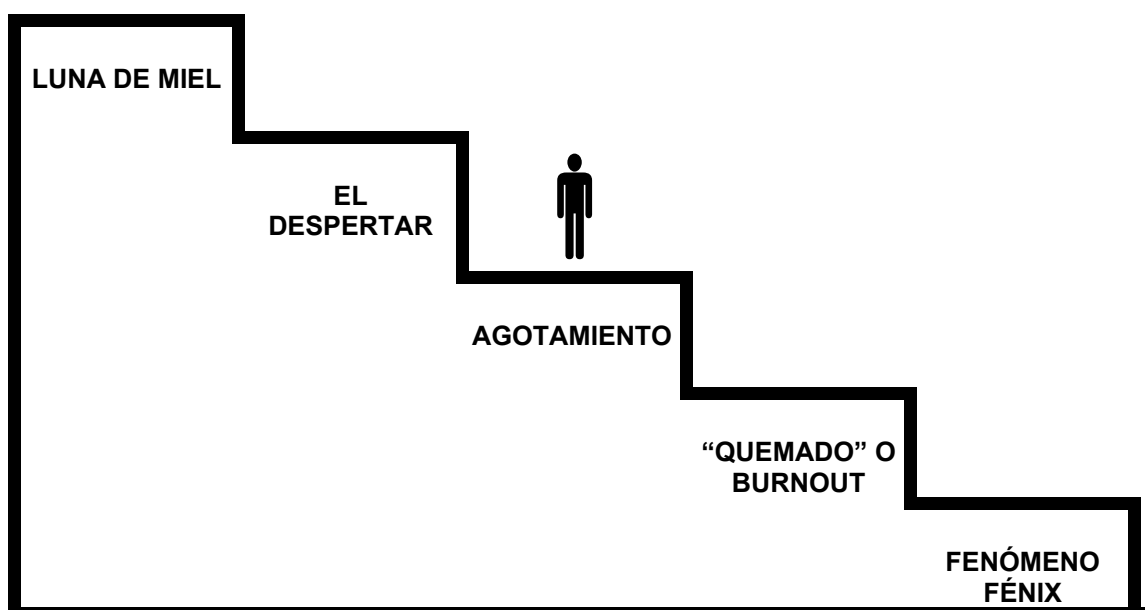 LUNA DE MIEL
EL
DESPERTAR
AGOTAMIENTO
“QUEMADO” O
BURNOUT
FENÓMENO
FÉNIX